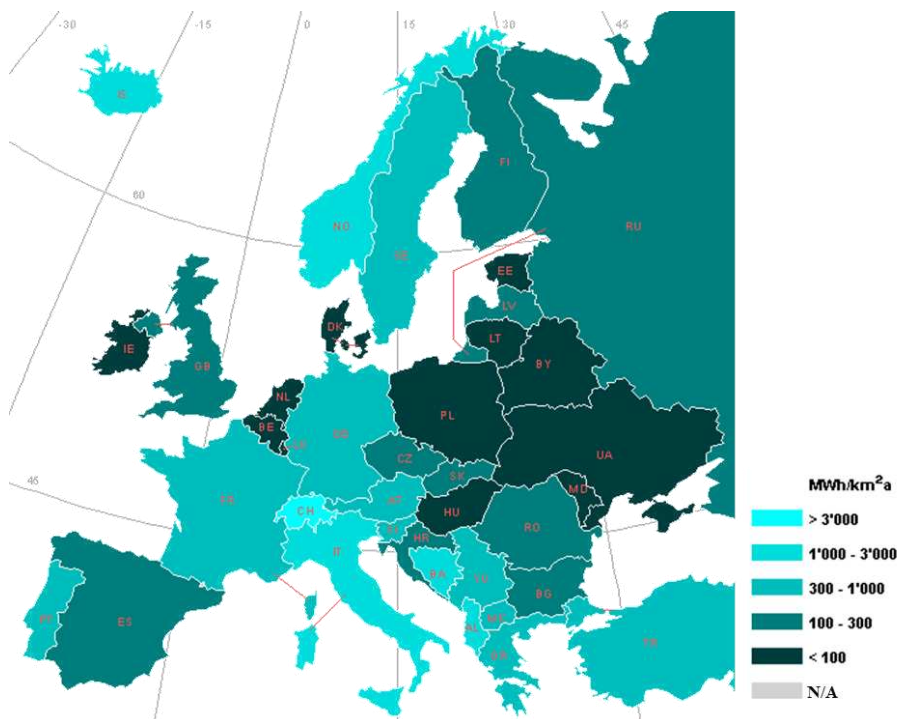 -30
-15
0
15
30
45
IS
60
NO
SE
FI
RU
EE
LV
LT
DK
IE
GB
NL
BE
LU
DE
PL
BY
UA
45
CZ
SK
MD
FR
CH
AT
HU
RO
SI
HR
IT
BA
YU
BG
PT
ES
AL
MK
GR
TR
MWh/km²a
> 3'000
1'000 - 3'000
300 - 1'000
100 - 300
< 100
N/A